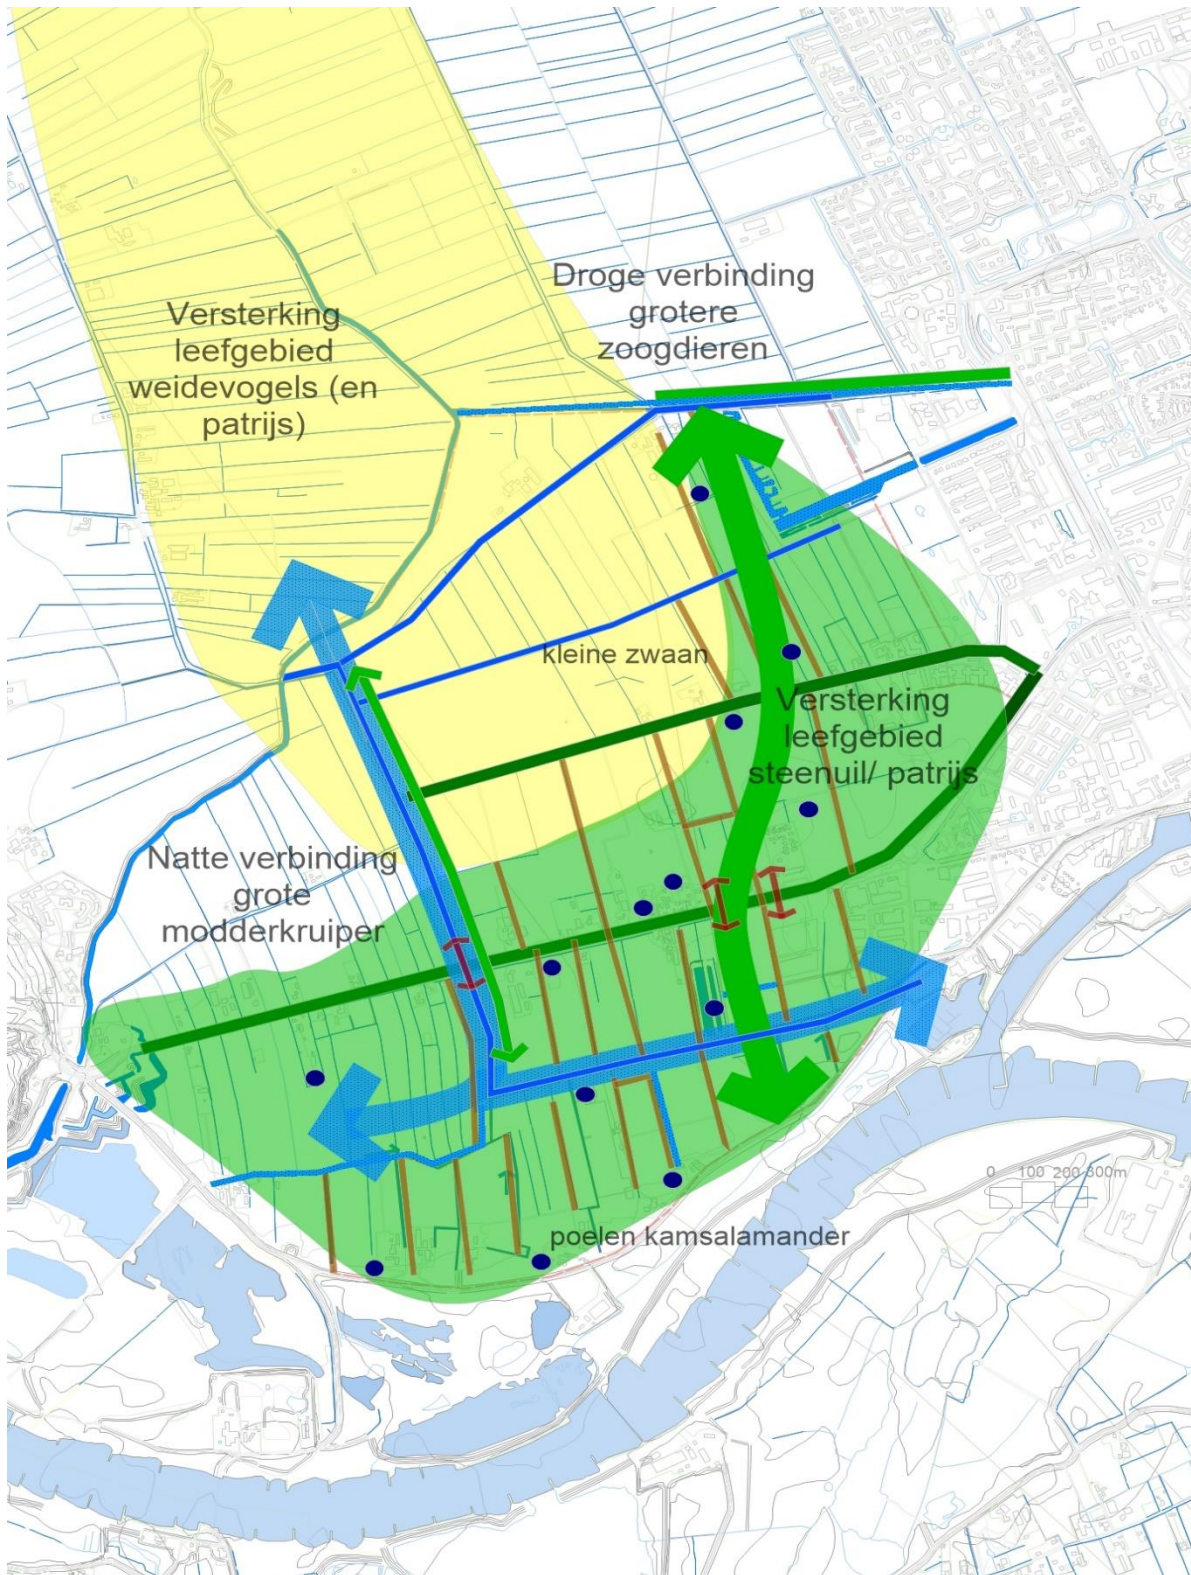 Droge verbinding
grotere
zoogdieren
Versterking
leefgebied
weidevogels (en
patrijs)
kleine zwaan
Versterking
leefgebied
steenuil/ patrijs
Natte verbinding
grote
modderkruiper
0 100 200 300m
poelen kamsalamander